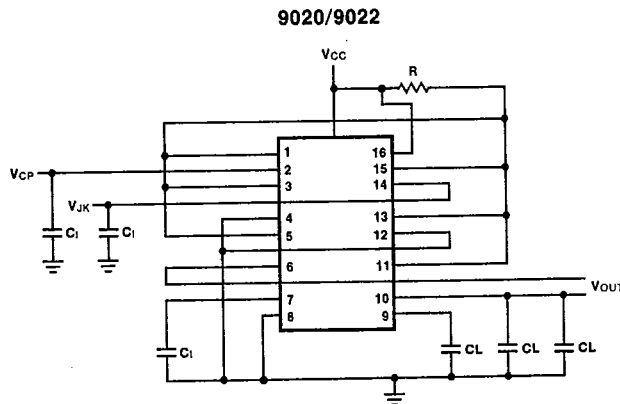 9020/9022
VCC
R
1 16
VCP 2 15
3 14
VJK
4 13
CI CI 5 12
6 11
VOUT
7 10
8 9
CI CL CL CL